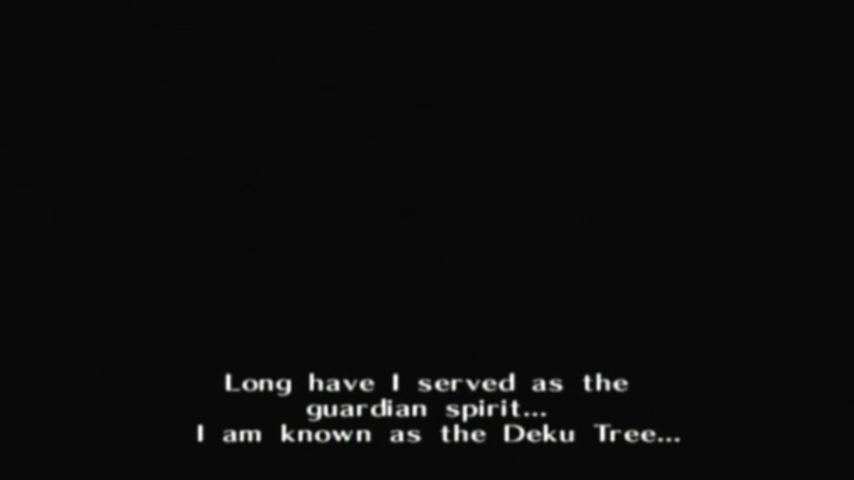 Long have I served as the
guardian spirit...
I am known as the Deku Tree...